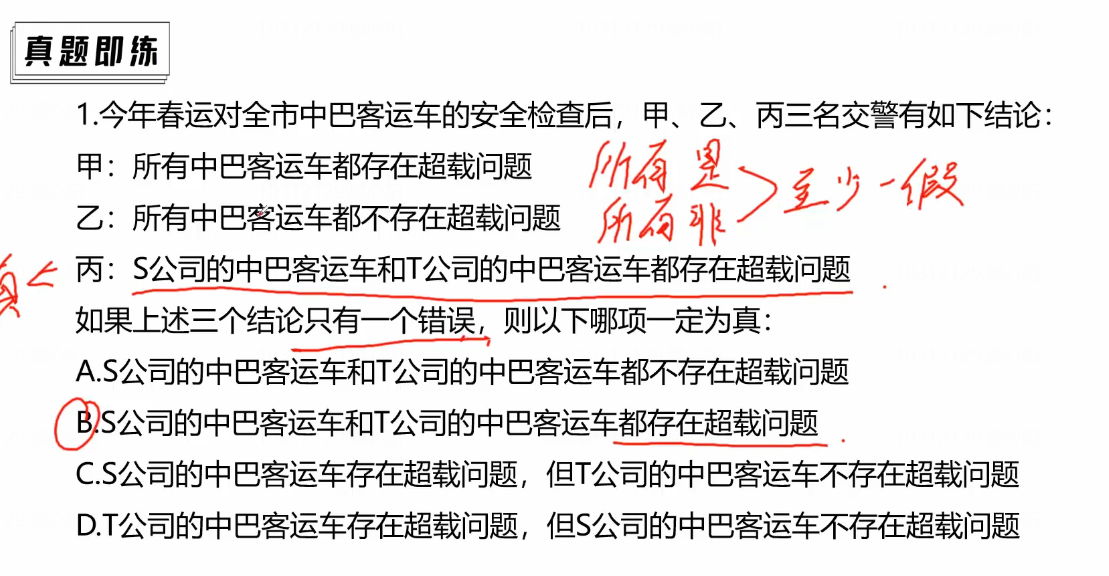 真题即练
1.今年春运对全市中巴客运车的安全检查后，甲、乙、丙三名交警有如下结论：
甲：所有中巴客运车都存在超载问题
所有是
至少一假
乙：所有中巴客运车都不存在超载问题
所有非
真
丙：S公司的中巴客运车和T公司的中巴客运车都存在超载问题
如果上述三个结论只有一个错误，则以下哪项一定为真：
A.S公司的中巴客运车和T公司的中巴客运车都不存在超载问题
B.S公司的中巴客运车和T公司的中巴客运车都存在超载问题
C.S公司的中巴客运车存在超载问题，但T公司的中巴客运车不存在超载问题
D.T公司的中巴客运车存在超载问题，但S公司的中巴客运车不存在超载问题